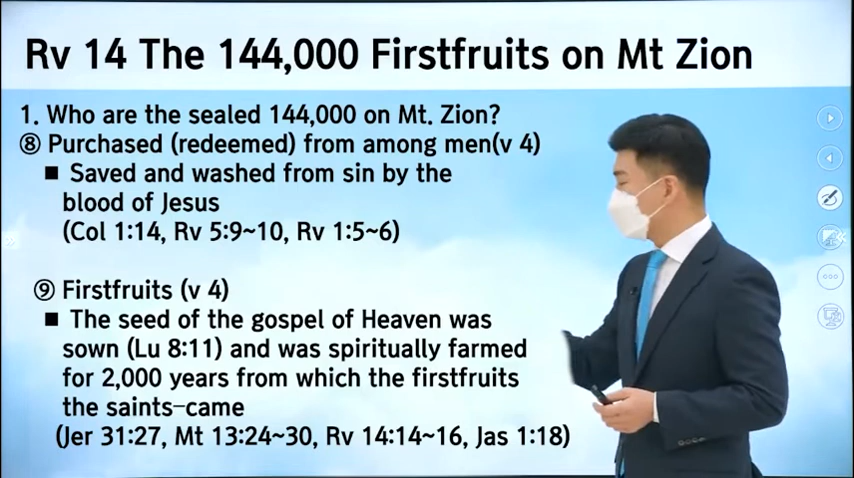 Rv 14 The 144,000 Firstfruits on Mt Zion
1. Who are the sealed 144,000 on Mt. Zion?
⑧ Purchased (redeemed) from among men(v 4)
■ Saved and washed from sin by the
blood of Jesus
(Col 1:14, Rv 5:9~10, Rv 1:5~6)
⑨ Firstfruits (v 4)
■ The seed of the gospel of Heaven was
sown (Lu 8:11) and was spiritually farmed
for 2,000 years from which the firstfruits
the saints-came
(Jer 31:27, Mt 13:24~30, Rv 14:14~16, Jas 1:18)